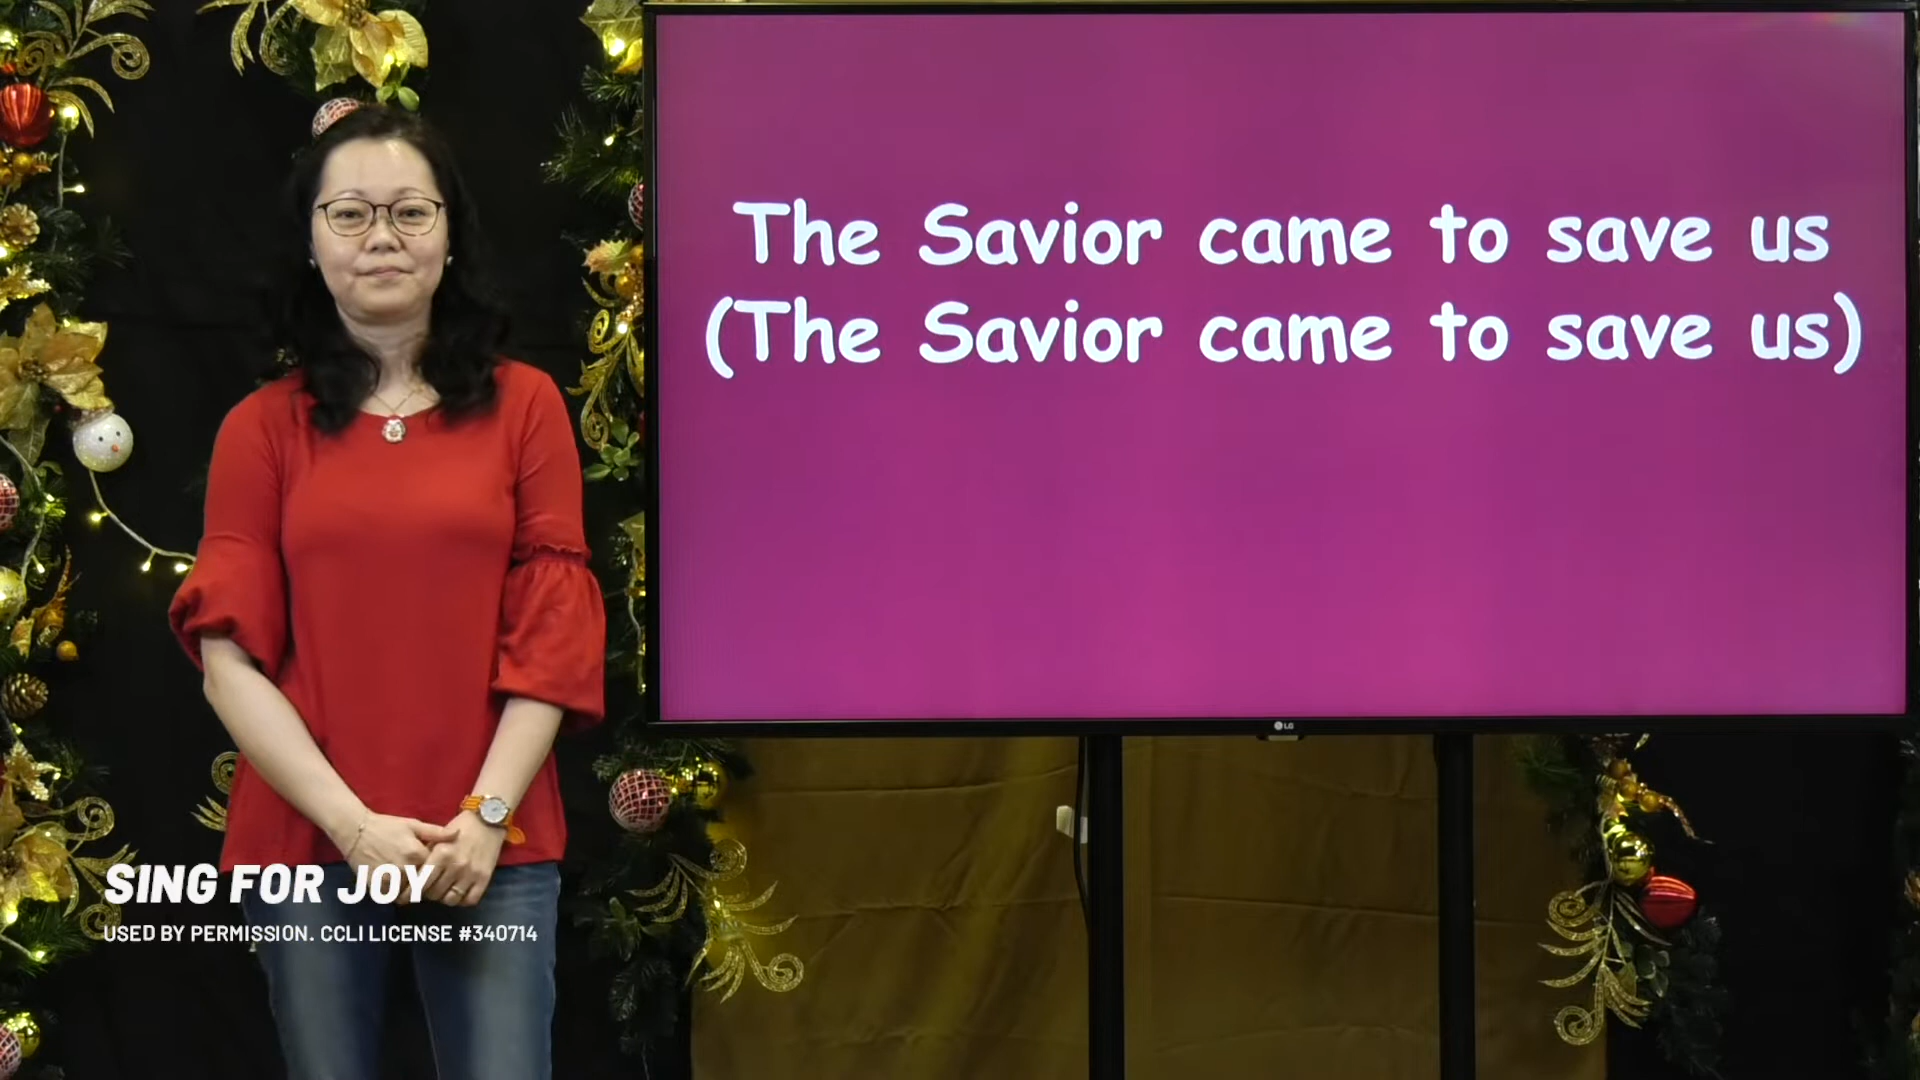 The Savior came to save us
(The Savior came to save us)
LG
SING FOR JOY
USED BY PERMISSION. CCLI LICENSE #340714